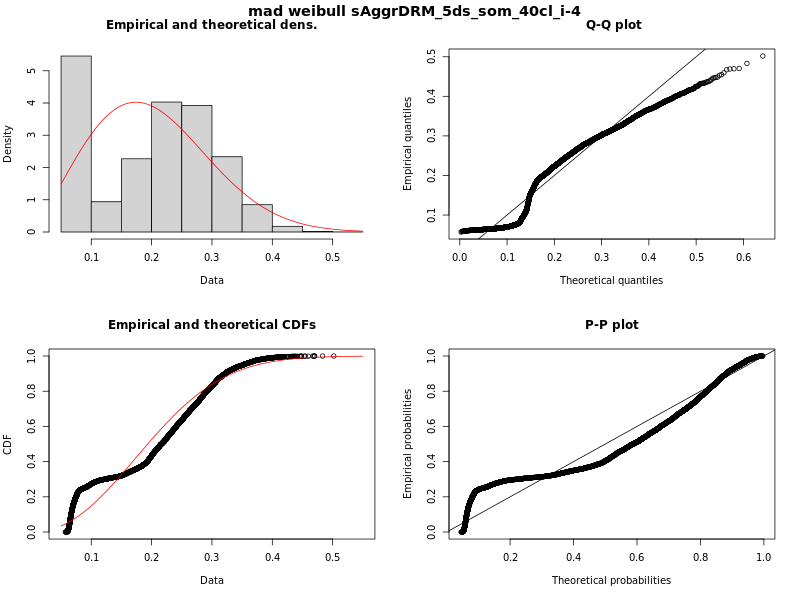 mad weibull sAggrDRM_5ds_som_40cl_i-4
Empirical and theoretical dens.
Density
0 1 2 3 4 5
0.1 0.2 0.3 0.4 0.5
Data
Q-Q plot
Empirical quantiles
0.1 0.2 0.3 0.4 0.5
0.0 0.1 0.2 0.3 0.4 0.5 0.6
Theoretical quantiles
Empirical and theoretical CDFs
CDF
0.0 0.2 0.4 0.6 0.8 1.0
0.1 0.2 0.3 0.4 0.5
Data
P-P plot
Empirical probabilities
0.0 0.2 0.4 0.6 0.8 1.0
0.2 0.4 0.6 0.8 1.0
Theoretical probabilities